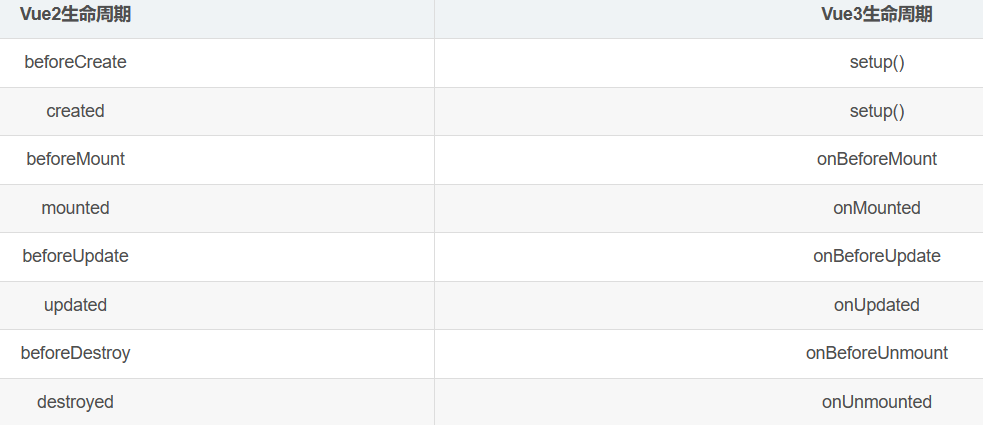 Vue2生命周期 Vue3生命周期
beforeCreate setup()
created setup()
beforeMount onBeforeMount
mounted onMounted
beforeUpdate onBeforeUpdate
updated onUpdated
beforeDestroy onBeforeUnmount
destroyed onUnmounted